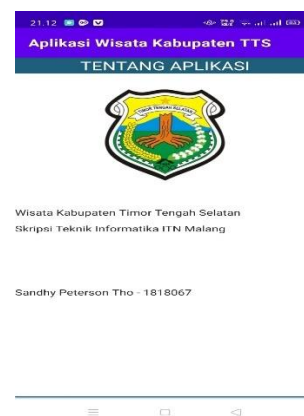 21.12
Aplikasi Wisata Kabupaten TTS
TENTANG APLIKASI
TIMOR TENGAH SELATAN
Wisata Kabupaten Timor Tengah Selatan
Skripsi Teknik Informatika ITN Malang
Sandhy Peterson Tho - 1818067